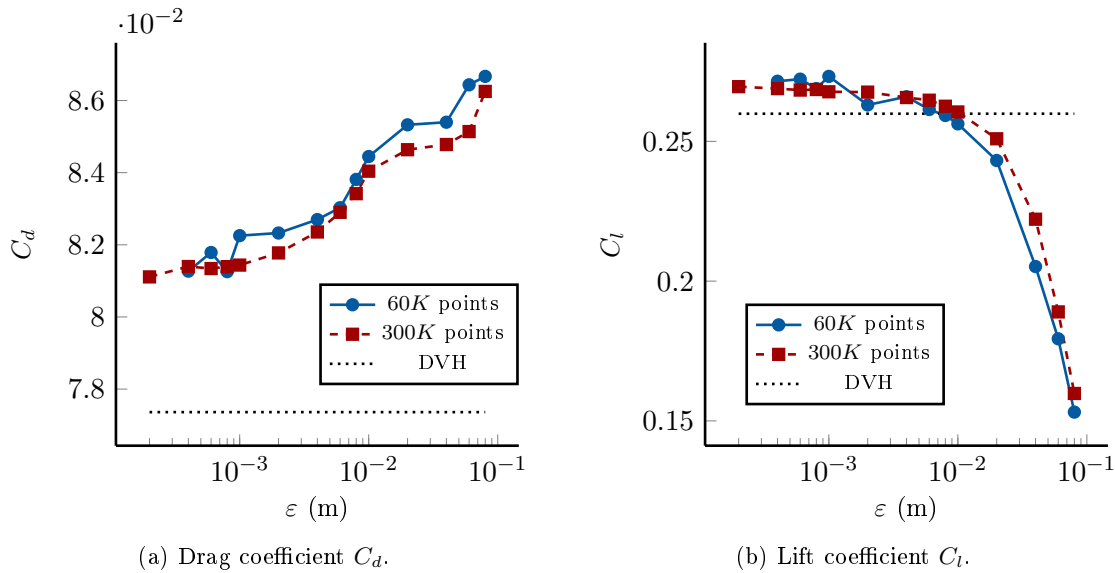 ·10⁻²
8.6
8.4
8.2
8
7.8
C_d
10⁻³ 10⁻² 10⁻¹
ε (m)
60K points
300K points
DVH
(a) Drag coefficient C_d.
0.25
0.2
0.15
C_l
10⁻³ 10⁻² 10⁻¹
ε (m)
60K points
300K points
DVH
(b) Lift coefficient C_l.